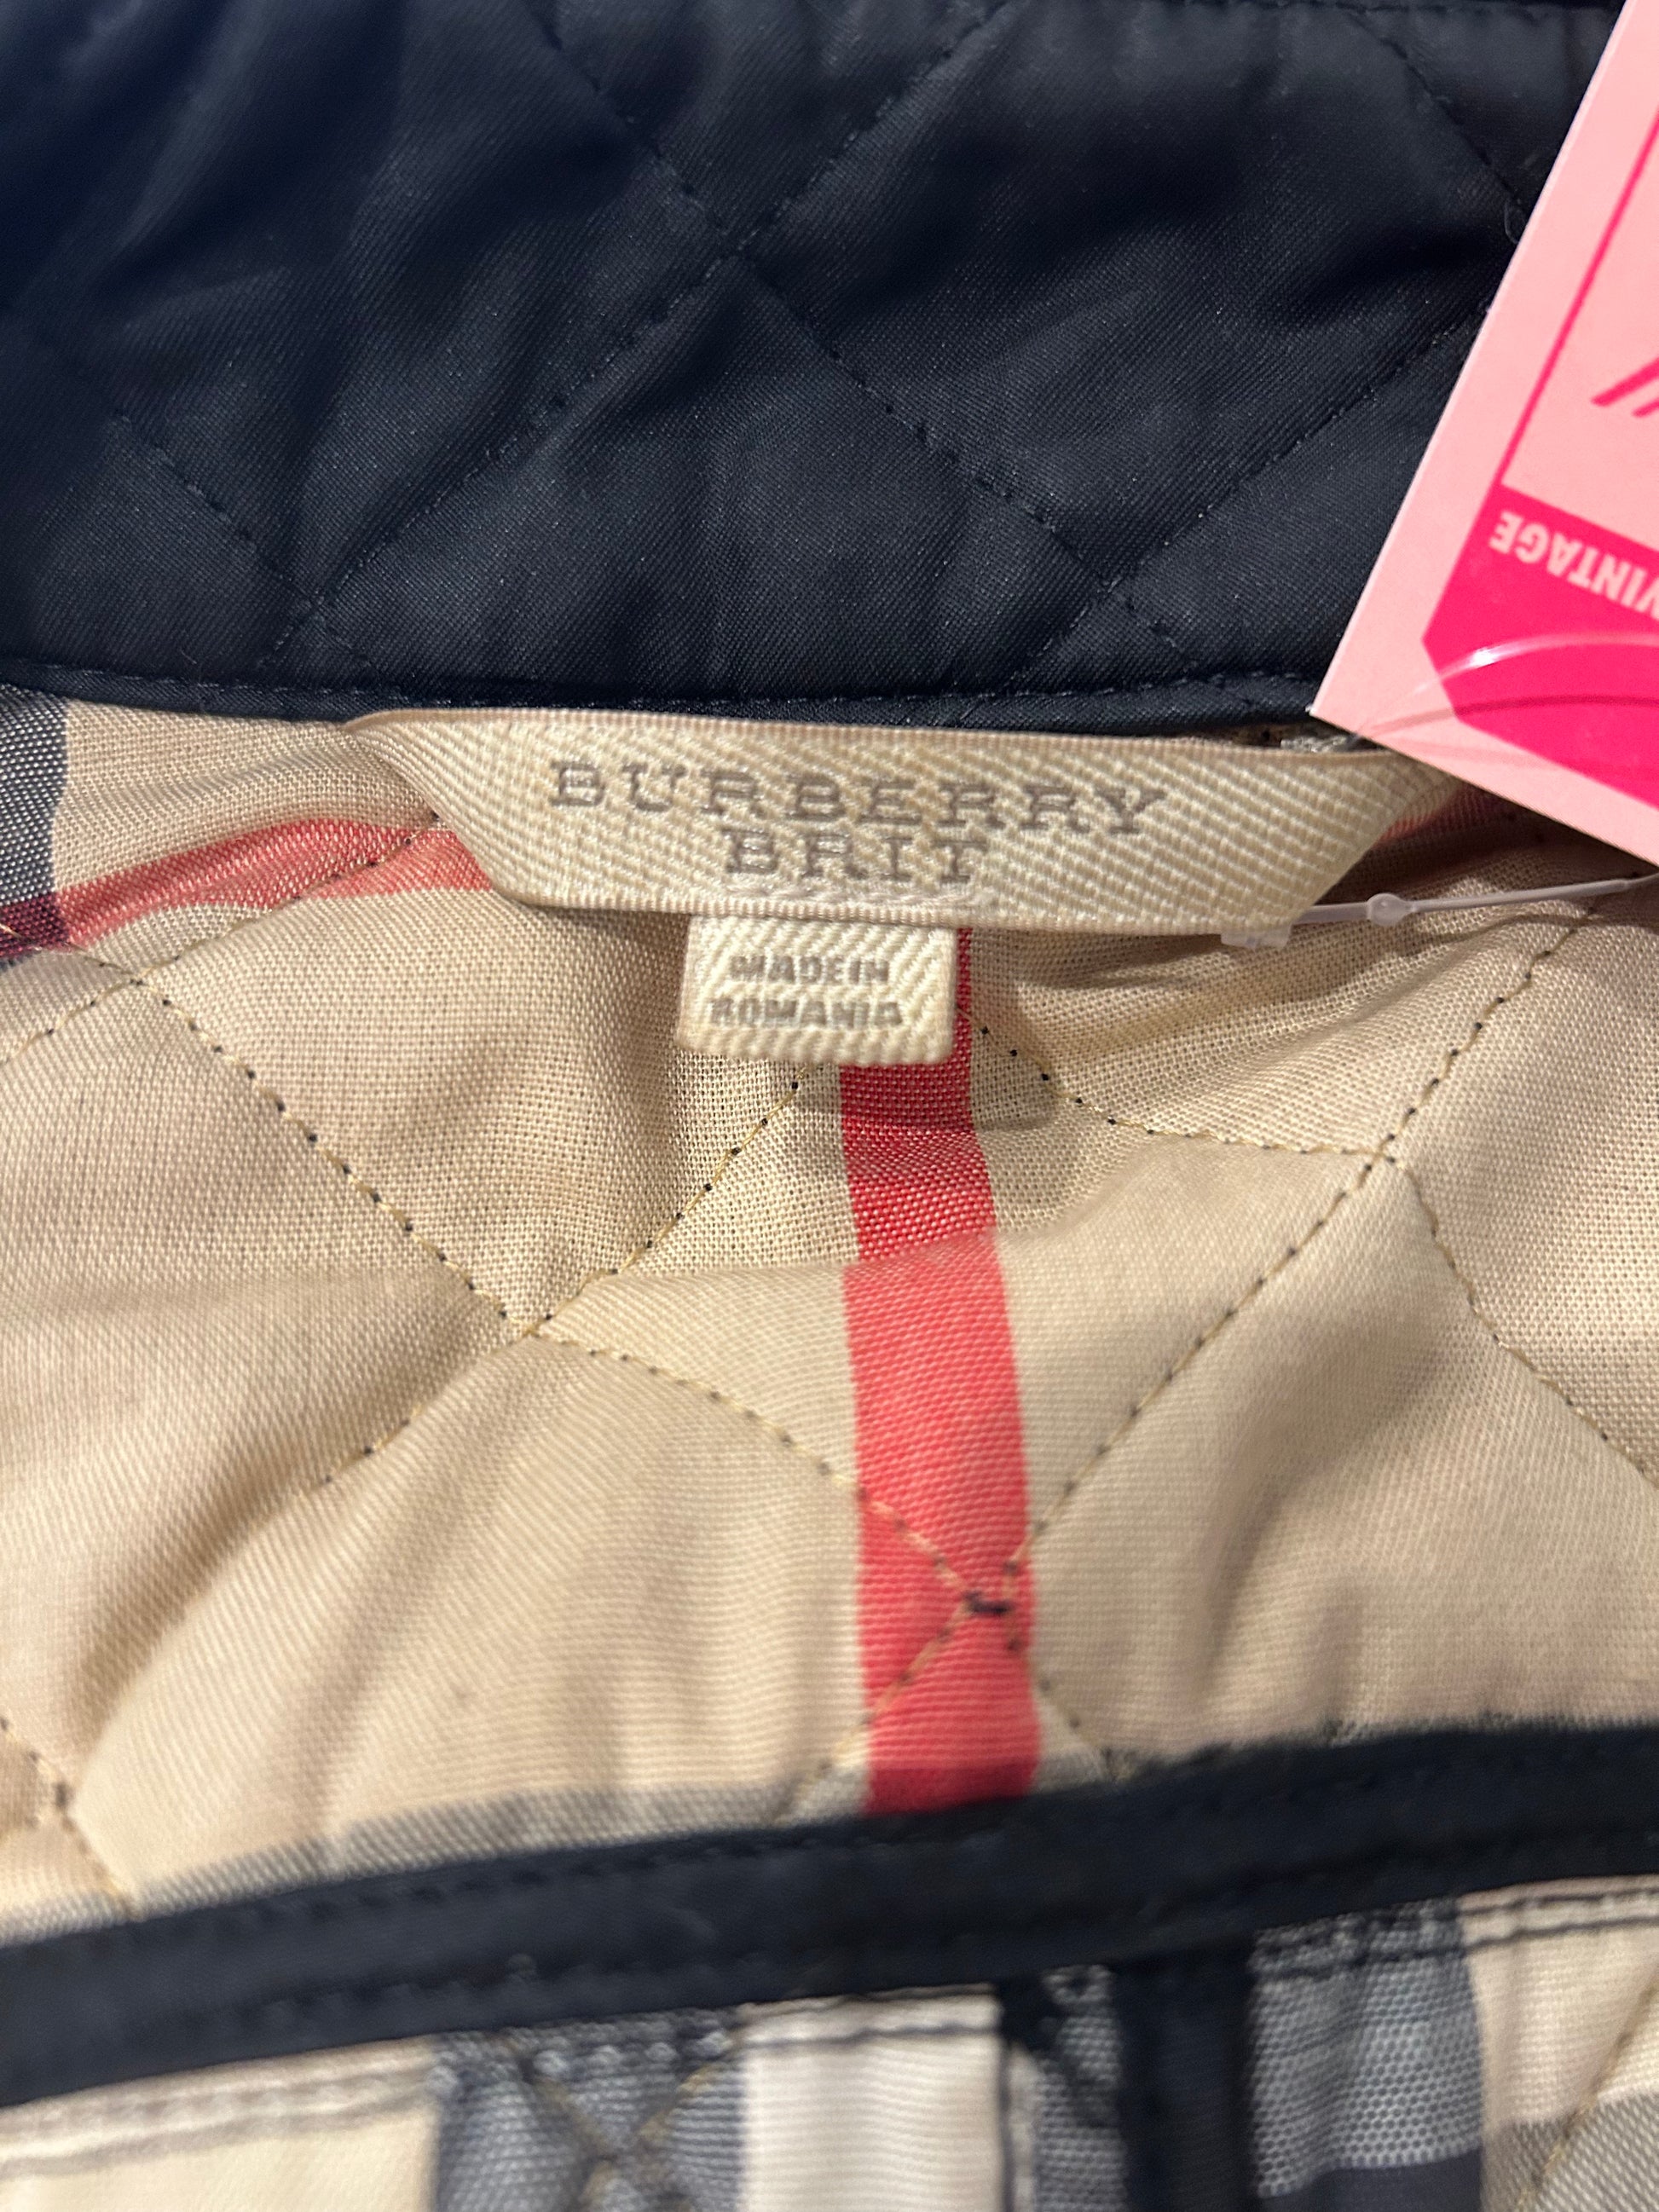 VINTAGE
BURBERRY
BRIT
MADE IN
ROMANIA